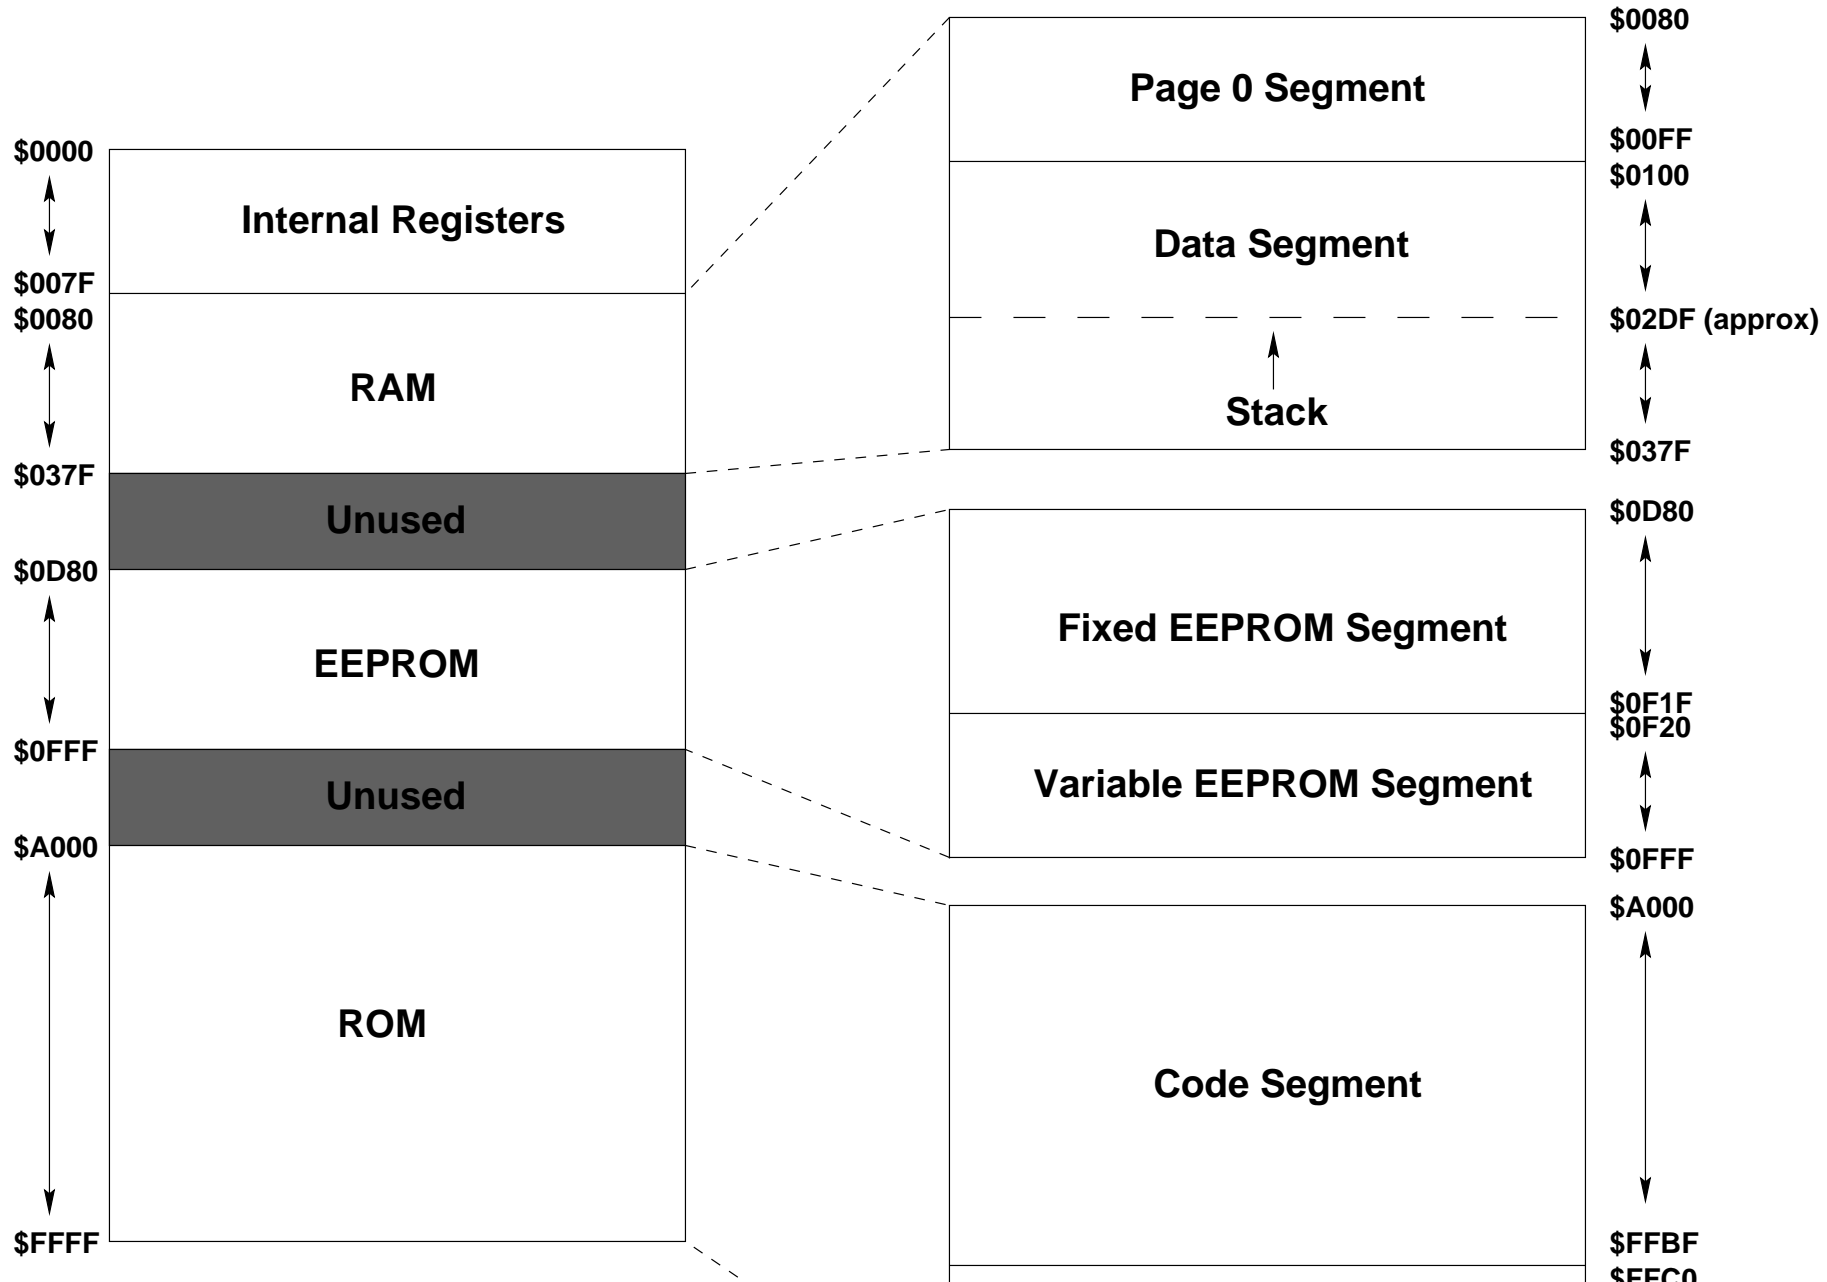 $0000
Internal Registers
$007F
$0080
RAM
$037F
Unused
$0D80
EEPROM
$0FFF
Unused
$A000
ROM
$FFFF
$0080
Page 0 Segment
$00FF
$0100
Data Segment
$02DF (approx)
Stack
$037F
$0D80
Fixed EEPROM Segment
$0F1F
$0F20
Variable EEPROM Segment
$0FFF
$A000
Code Segment
$FFBF
$FFC0